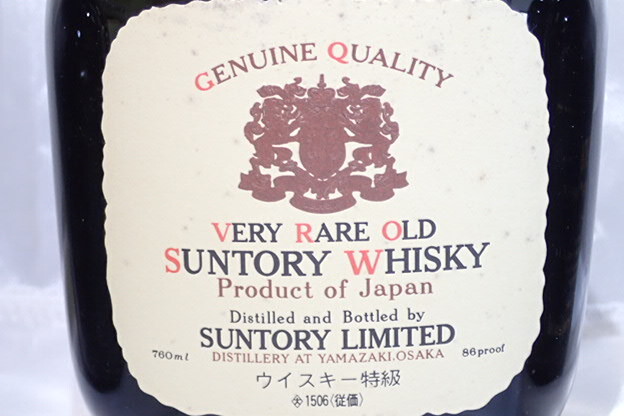 GENUINE QUALITY
VERY RARE OLD
SUNTORY WHISKY
Product of Japan
Distilled and Bottled by
SUNTORY LIMITED
760ml DISTILLERY AT YAMAZAKI.OSAKA 86proof
ウイスキー特級
1506〈従価〉